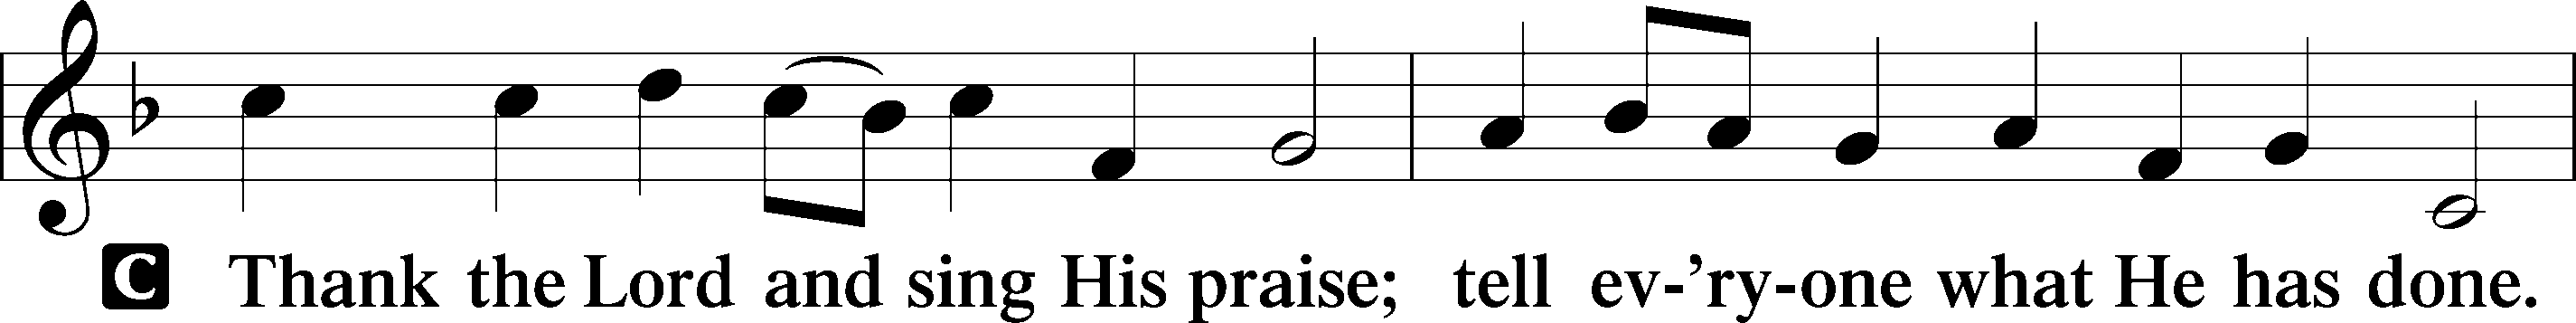 C Thank the Lord and sing His praise; tell ev-’ry-one what He has done.